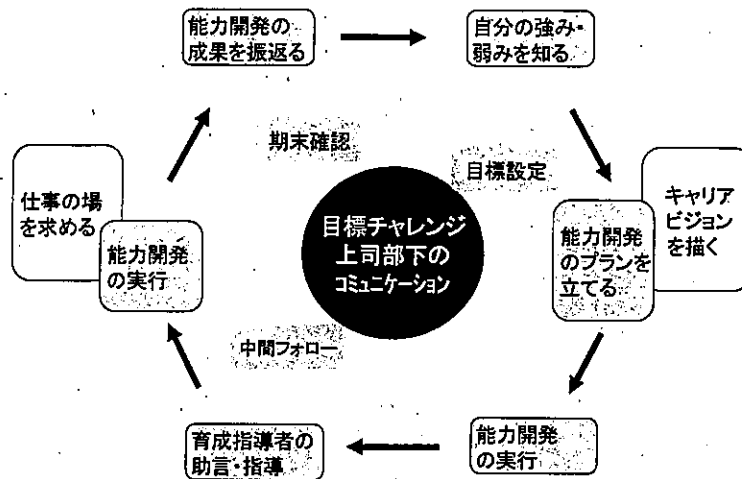 能力開発の
成果を振返る
自分の強み・
弱みを知る
期末確認
目標設定
仕事の場
を求める
能力開発
の実行
目標チャレンジ
上司部下の
コミュニケーション
能力開発
のプランを
立てる
キャリア
ビジョン
を描く
中間フォロー
育成指導者の
助言・指導
能力開発
の実行